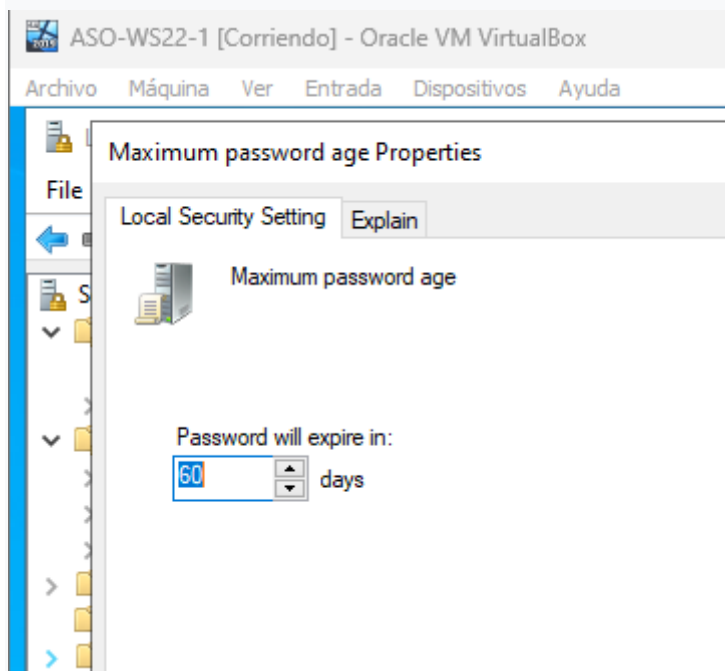 ASO-WS22-1 [Corriendo] - Oracle VM VirtualBox
Archivo Máquina Ver Entrada Dispositivos Ayuda
Maximum password age Properties
File
Local Security Setting Explain
Maximum password age
S
Password will expire in:
60 days